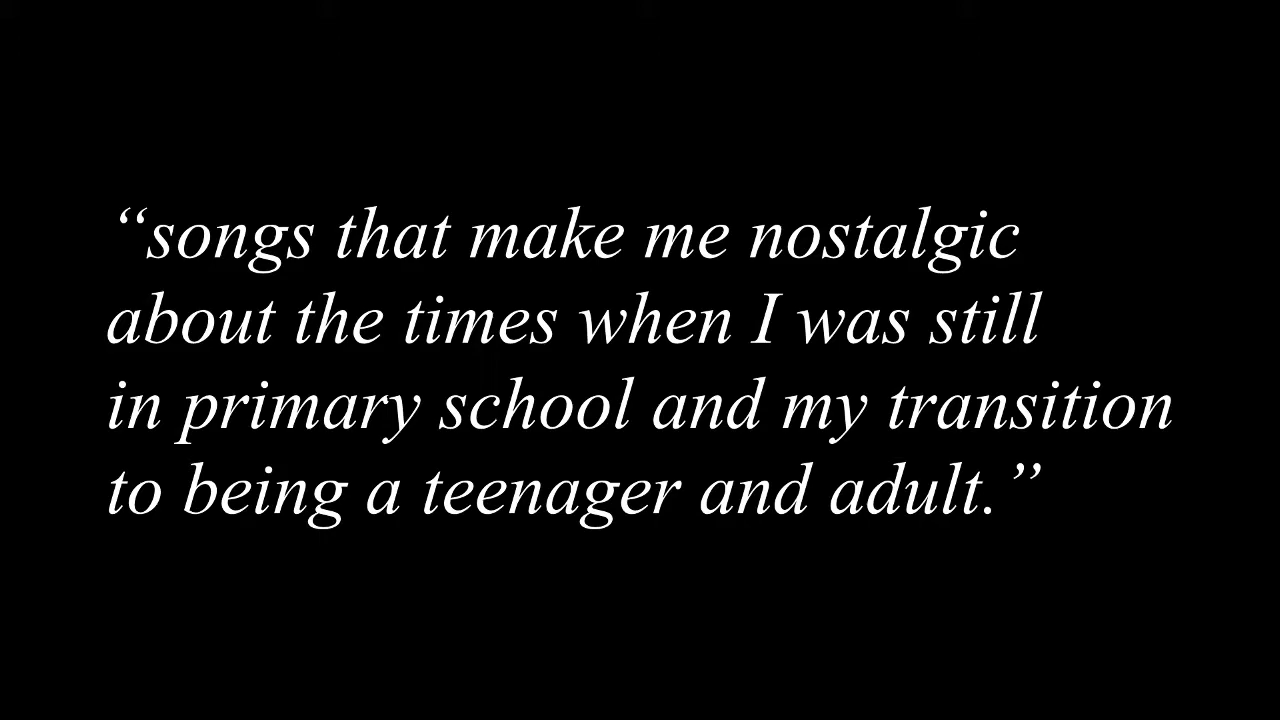 “songs that make me nostalgic
about the times when I was still
in primary school and my transition
to being a teenager and adult.”